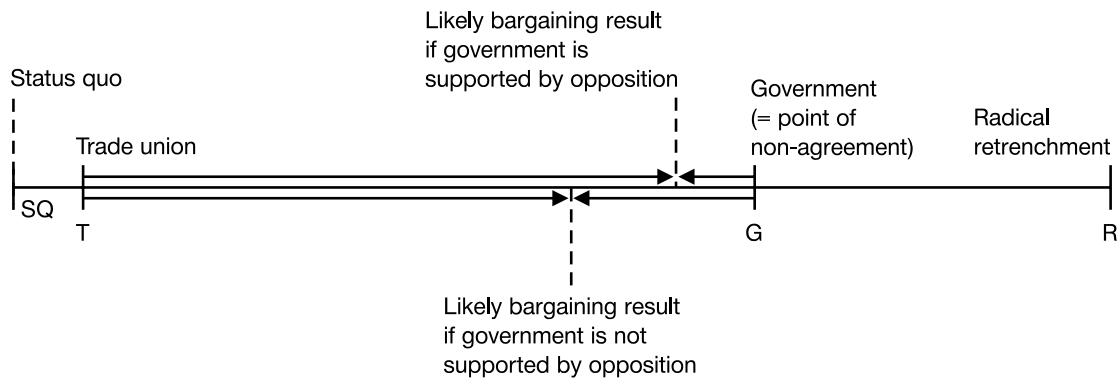 Likely bargaining result
if government is
supported by opposition
Status quo
Government
(= point of
non-agreement)
Radical
retrenchment
Trade union
SQ
T
G
R
Likely bargaining result
if government is not
supported by opposition